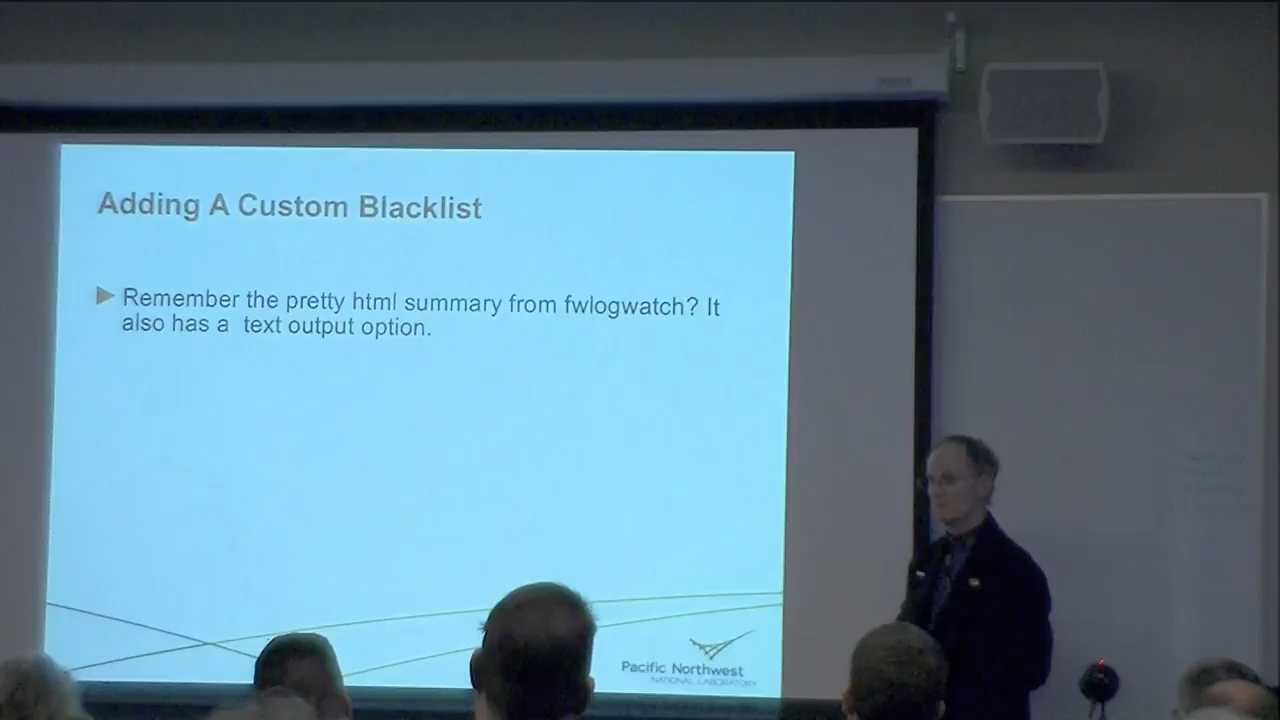 Adding A Custom Blacklist
Remember the pretty html summary from fwlogwatch? It
also has a text output option.
Pacific Northwest
NATIONAL LABORATORY